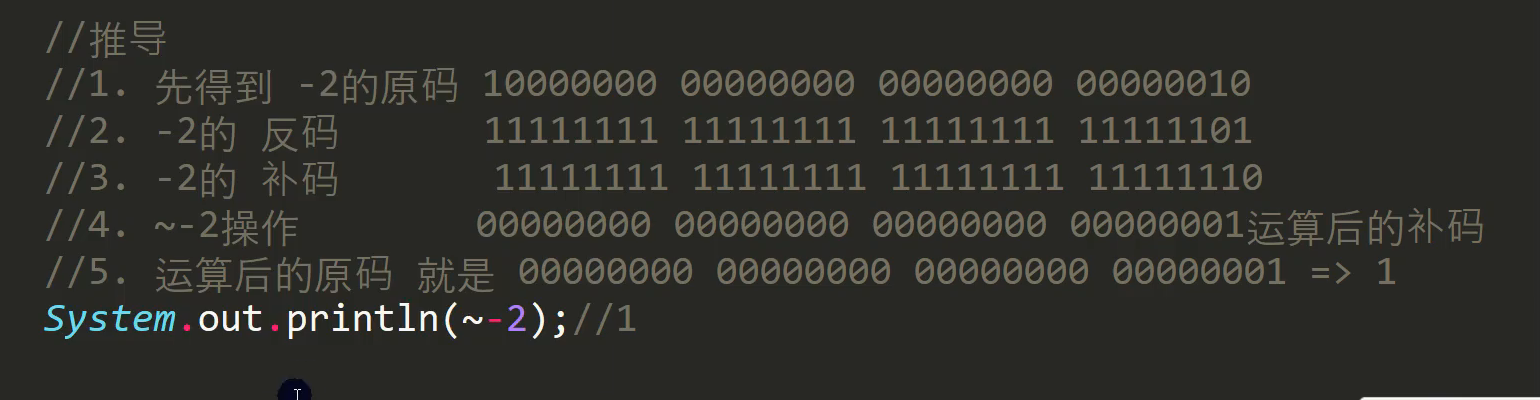 //推导
//1. 先得到 -2的原码 10000000 00000000 00000000 00000010
//2. -2的 反码 11111111 11111111 11111111 11111101
//3. -2的 补码 11111111 11111111 11111111 11111110
//4. ~-2操作 00000000 00000000 00000000 00000001运算后的补码
//5. 运算后的原码 就是 00000000 00000000 00000000 00000001 => 1
System.out.println(~-2);//1